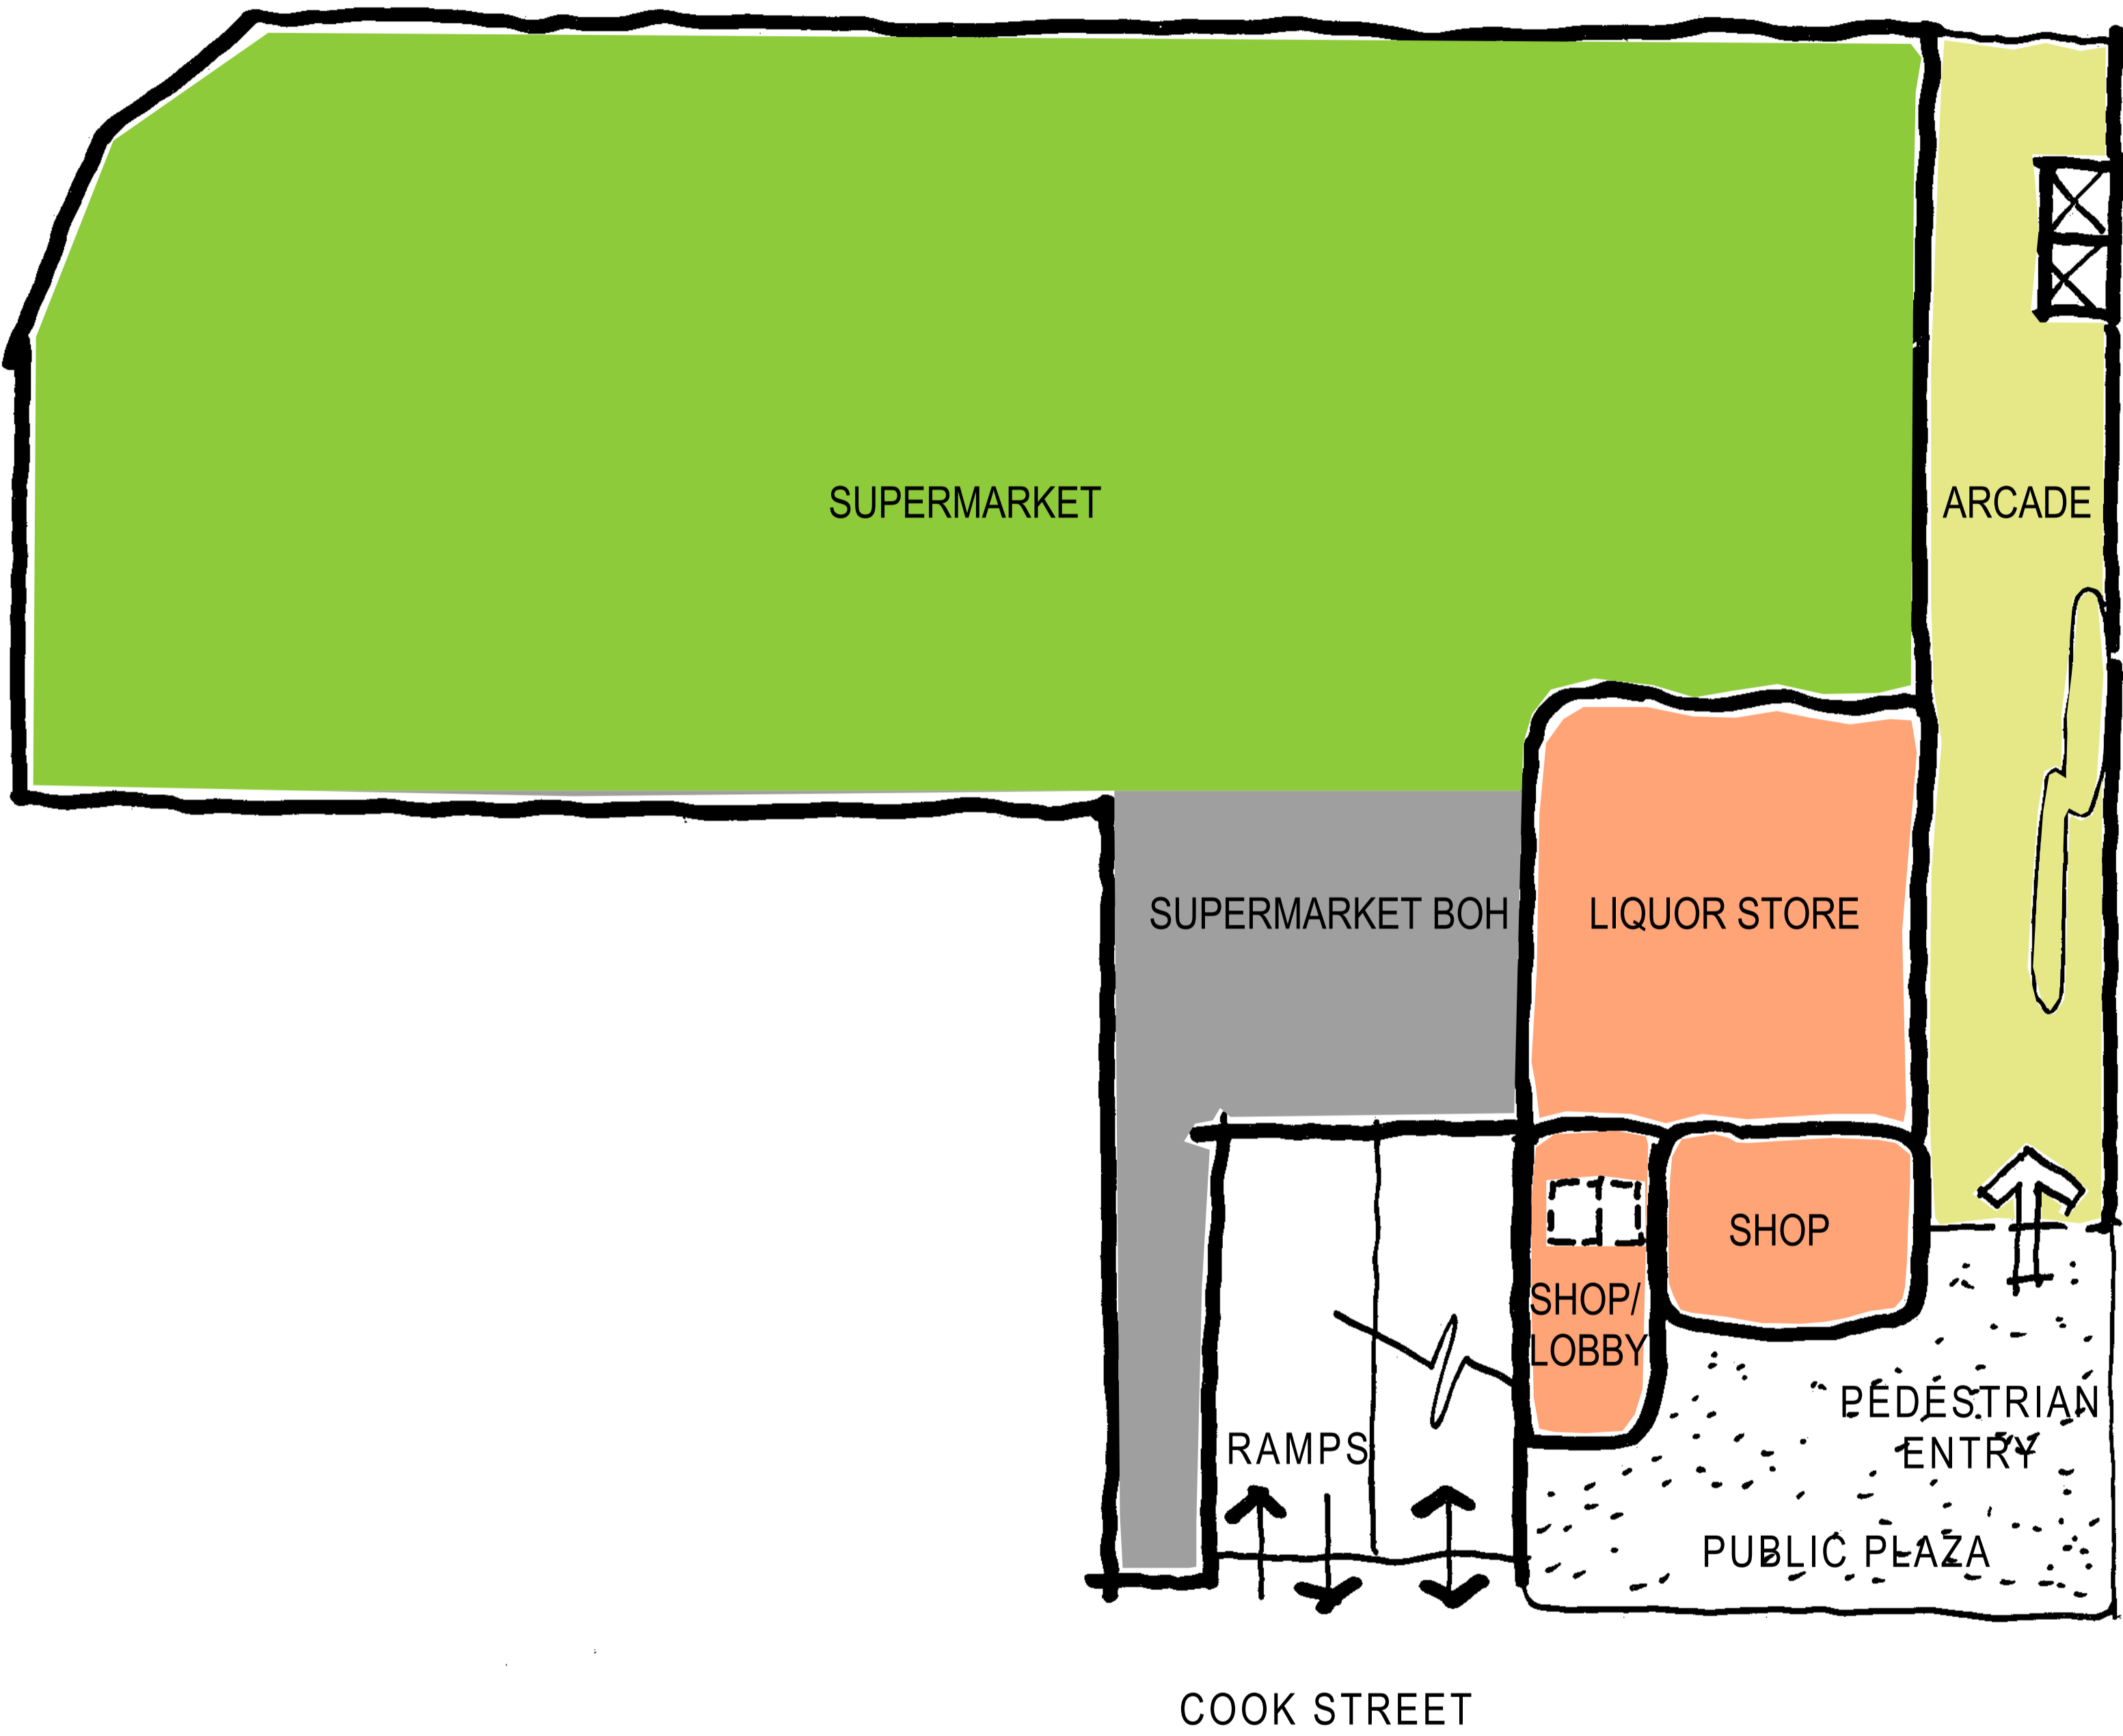 SUPERMARKET
ARCADE
SUPERMARKET BOH
LIQUOR STORE
SHOP
SHOP/
LOBBY
PEDESTRIAN
ENTRY
RAMPS
PUBLIC PLAZA
COOK STREET